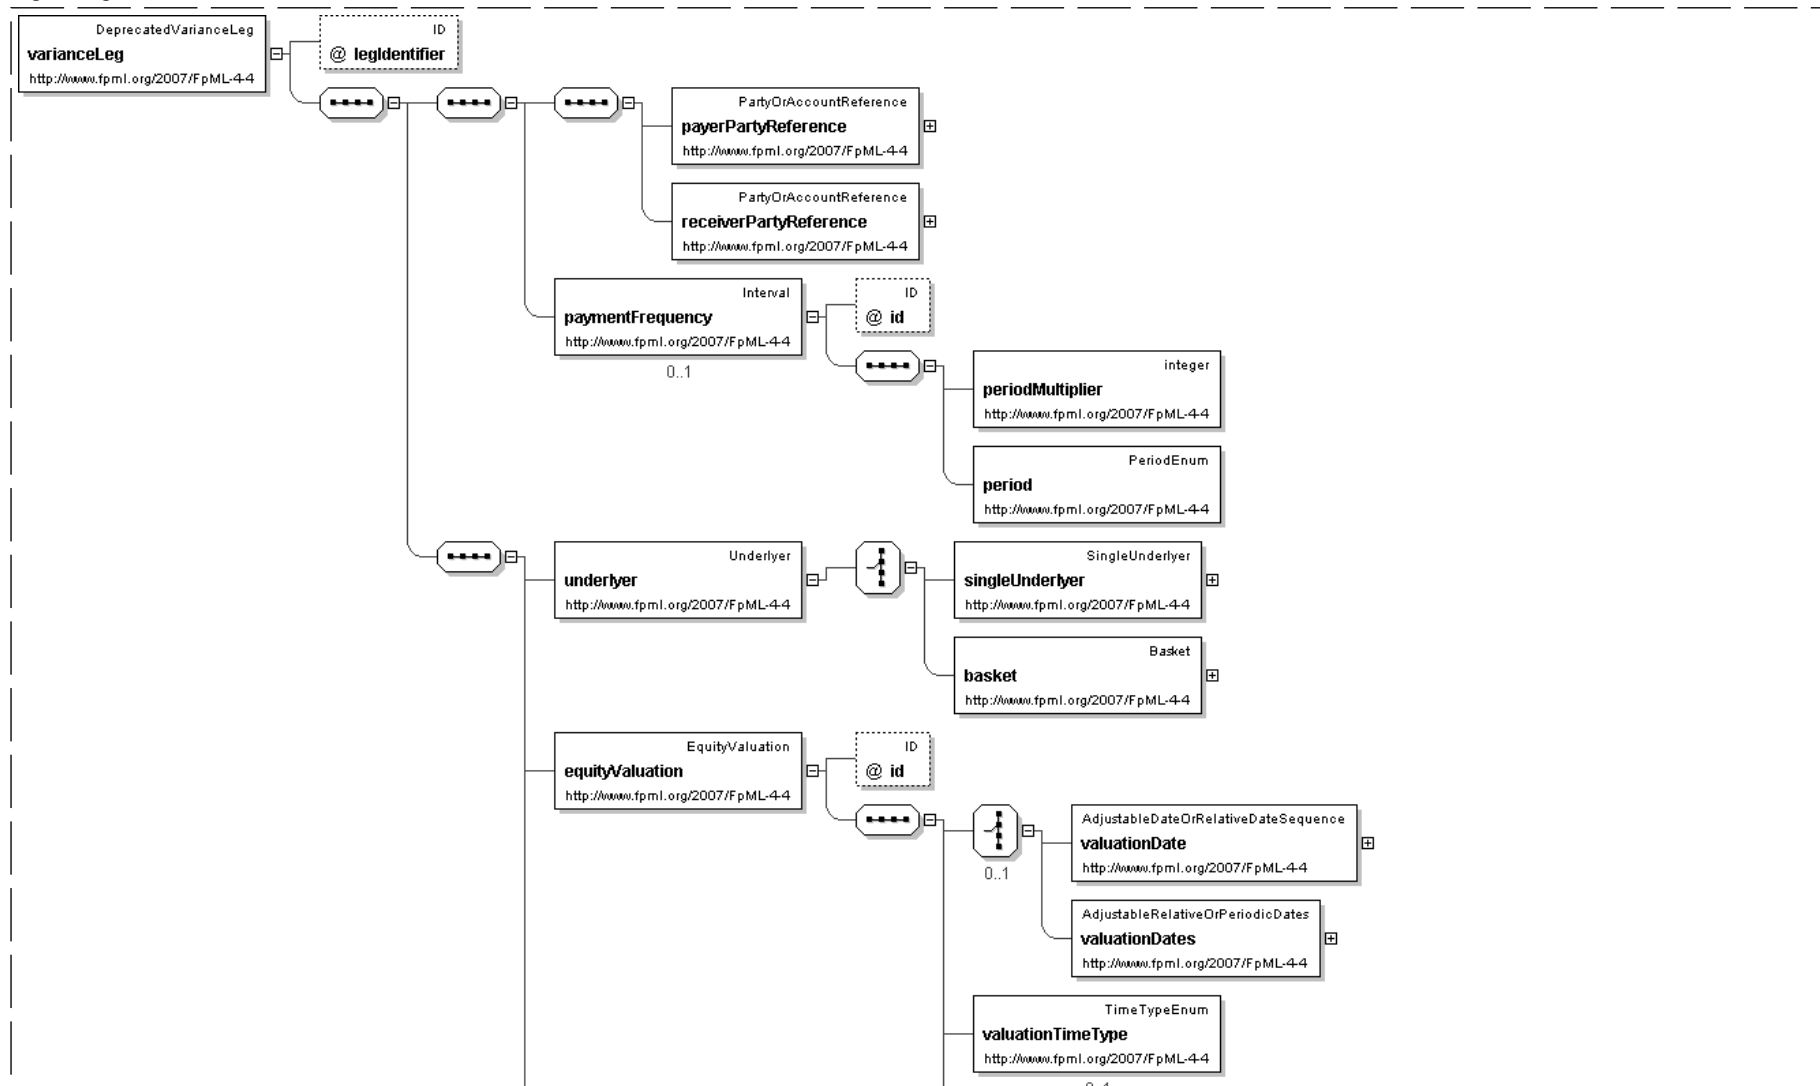 DeprecatedVarianceLeg
varianceLeg
http://www.fpml.org/2007/FpML-4-4
ID
@ legIdentifier
PartyOrAccountReference
payerPartyReference
http://www.fpml.org/2007/FpML-4-4
PartyOrAccountReference
receiverPartyReference
http://www.fpml.org/2007/FpML-4-4
Interval
paymentFrequency
http://www.fpml.org/2007/FpML-4-4
0..1
ID
@ id
integer
periodMultiplier
http://www.fpml.org/2007/FpML-4-4
PeriodEnum
period
http://www.fpml.org/2007/FpML-4-4
Underlyer
underlyer
http://www.fpml.org/2007/FpML-4-4
SingleUnderlyer
singleUnderlyer
http://www.fpml.org/2007/FpML-4-4
Basket
basket
http://www.fpml.org/2007/FpML-4-4
EquityValuation
equityValuation
http://www.fpml.org/2007/FpML-4-4
ID
@ id
0..1
AdjustableDateOrRelativeDateSequence
valuationDate
http://www.fpml.org/2007/FpML-4-4
AdjustableRelativeOrPeriodicDates
valuationDates
http://www.fpml.org/2007/FpML-4-4
TimeTypeEnum
valuationTimeType
http://www.fpml.org/2007/FpML-4-4